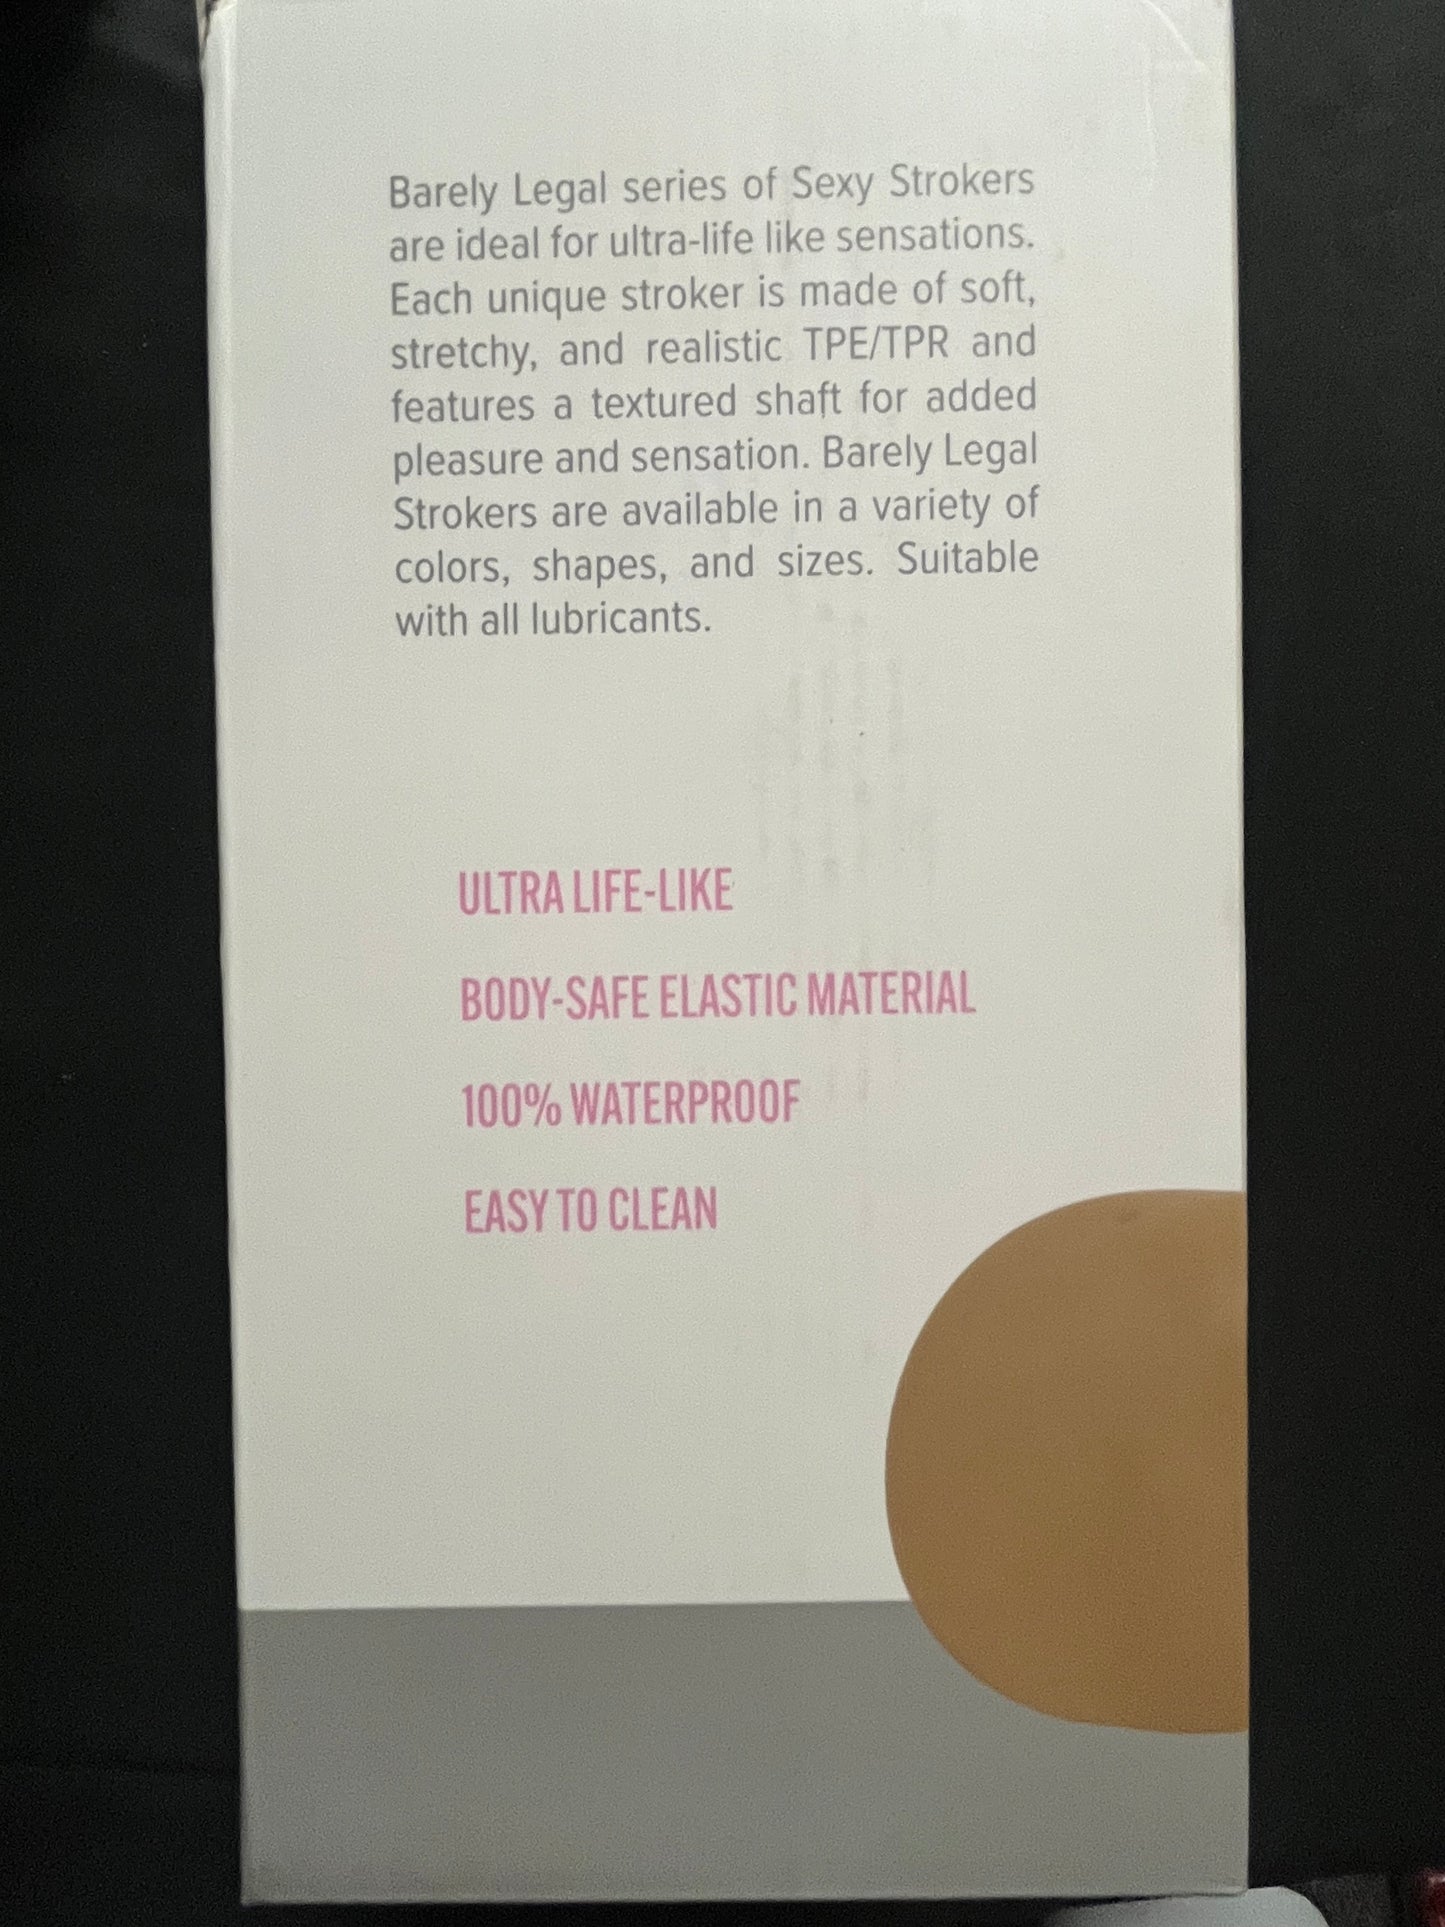 Barely Legal series of Sexy Strokers
are ideal for ultra-life like sensations.
Each unique stroker is made of soft,
stretchy, and realistic TPE/TPR and
features a textured shaft for added
pleasure and sensation. Barely Legal
Strokers are available in a variety of
colors, shapes, and sizes. Suitable
with all lubricants.
ULTRA LIFE-LIKE
BODY-SAFE ELASTIC MATERIAL
100% WATERPROOF
EASY TO CLEAN